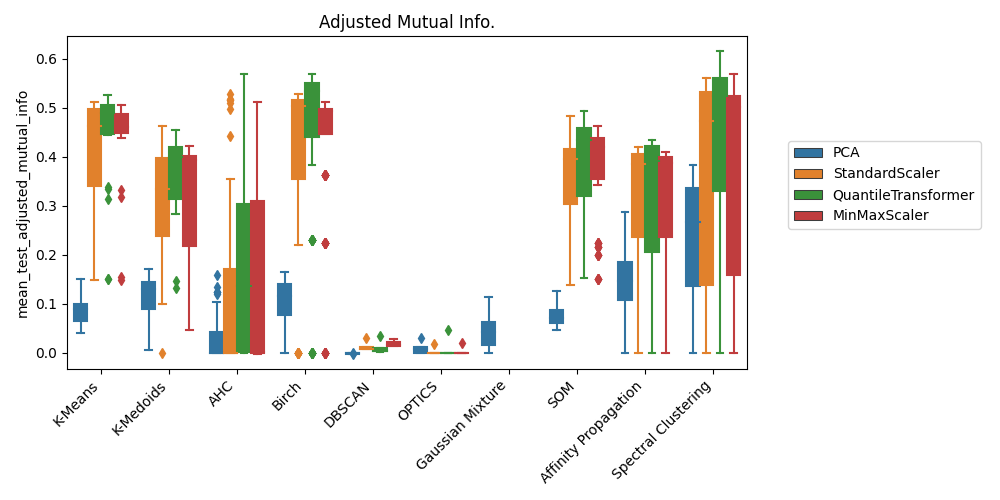 Adjusted Mutual Info.
mean_test_adjusted_mutual_info
0.6
0.5
0.4
0.3
0.2
0.1
0.0
K-Means
K-Medoids
AHC
Birch
DBSCAN
OPTICS
Gaussian Mixture
SOM
Affinity Propagation
Spectral Clustering
PCA
StandardScaler
QuantileTransformer
MinMaxScaler